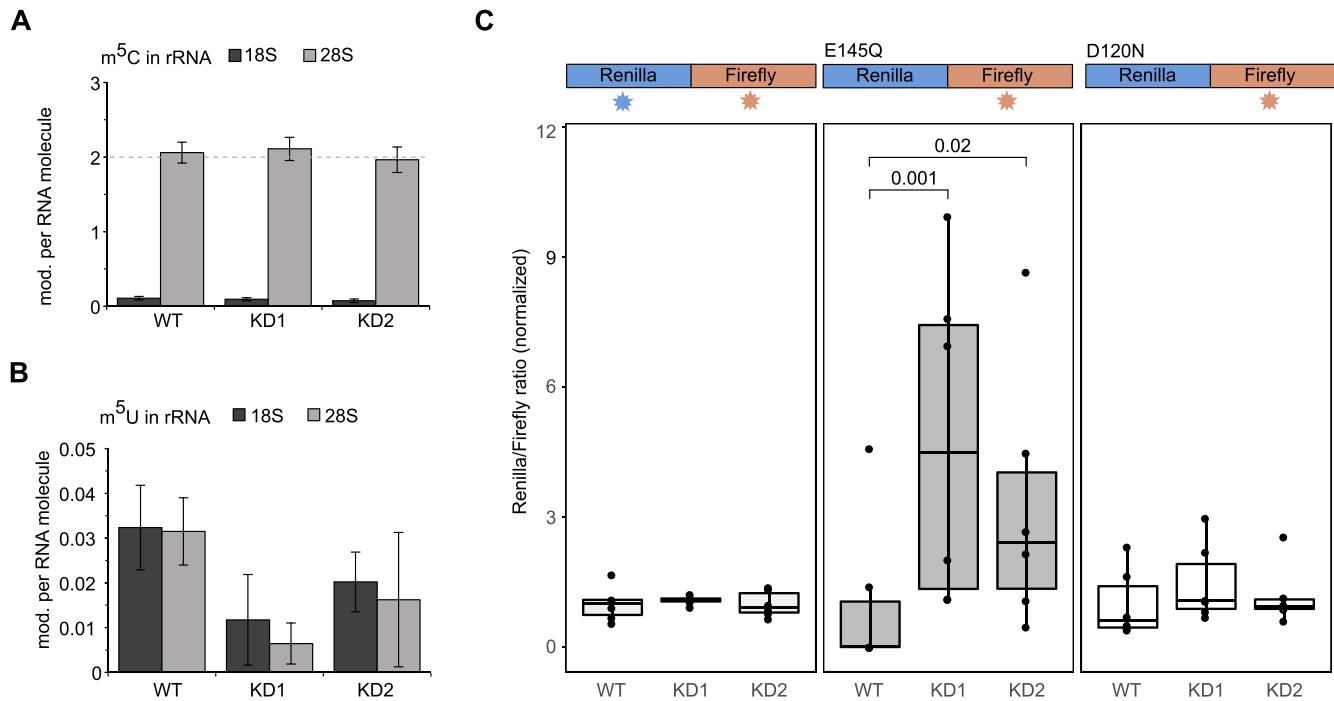 A
m5C in rRNA 18S 28S
mod. per RNA molecule
3
2
1
0
WT KD1 KD2
B
m5U in rRNA 18S 28S
mod. per RNA molecule
0.05
0.04
0.03
0.02
0.01
0
WT KD1 KD2
C
E145Q D120N
Renilla Firefly Renilla Firefly Renilla Firefly
Renilla/Firefly ratio (normalized)
12
9
6
3
0
0.02
0.001
WT KD1 KD2 WT KD1 KD2 WT KD1 KD2